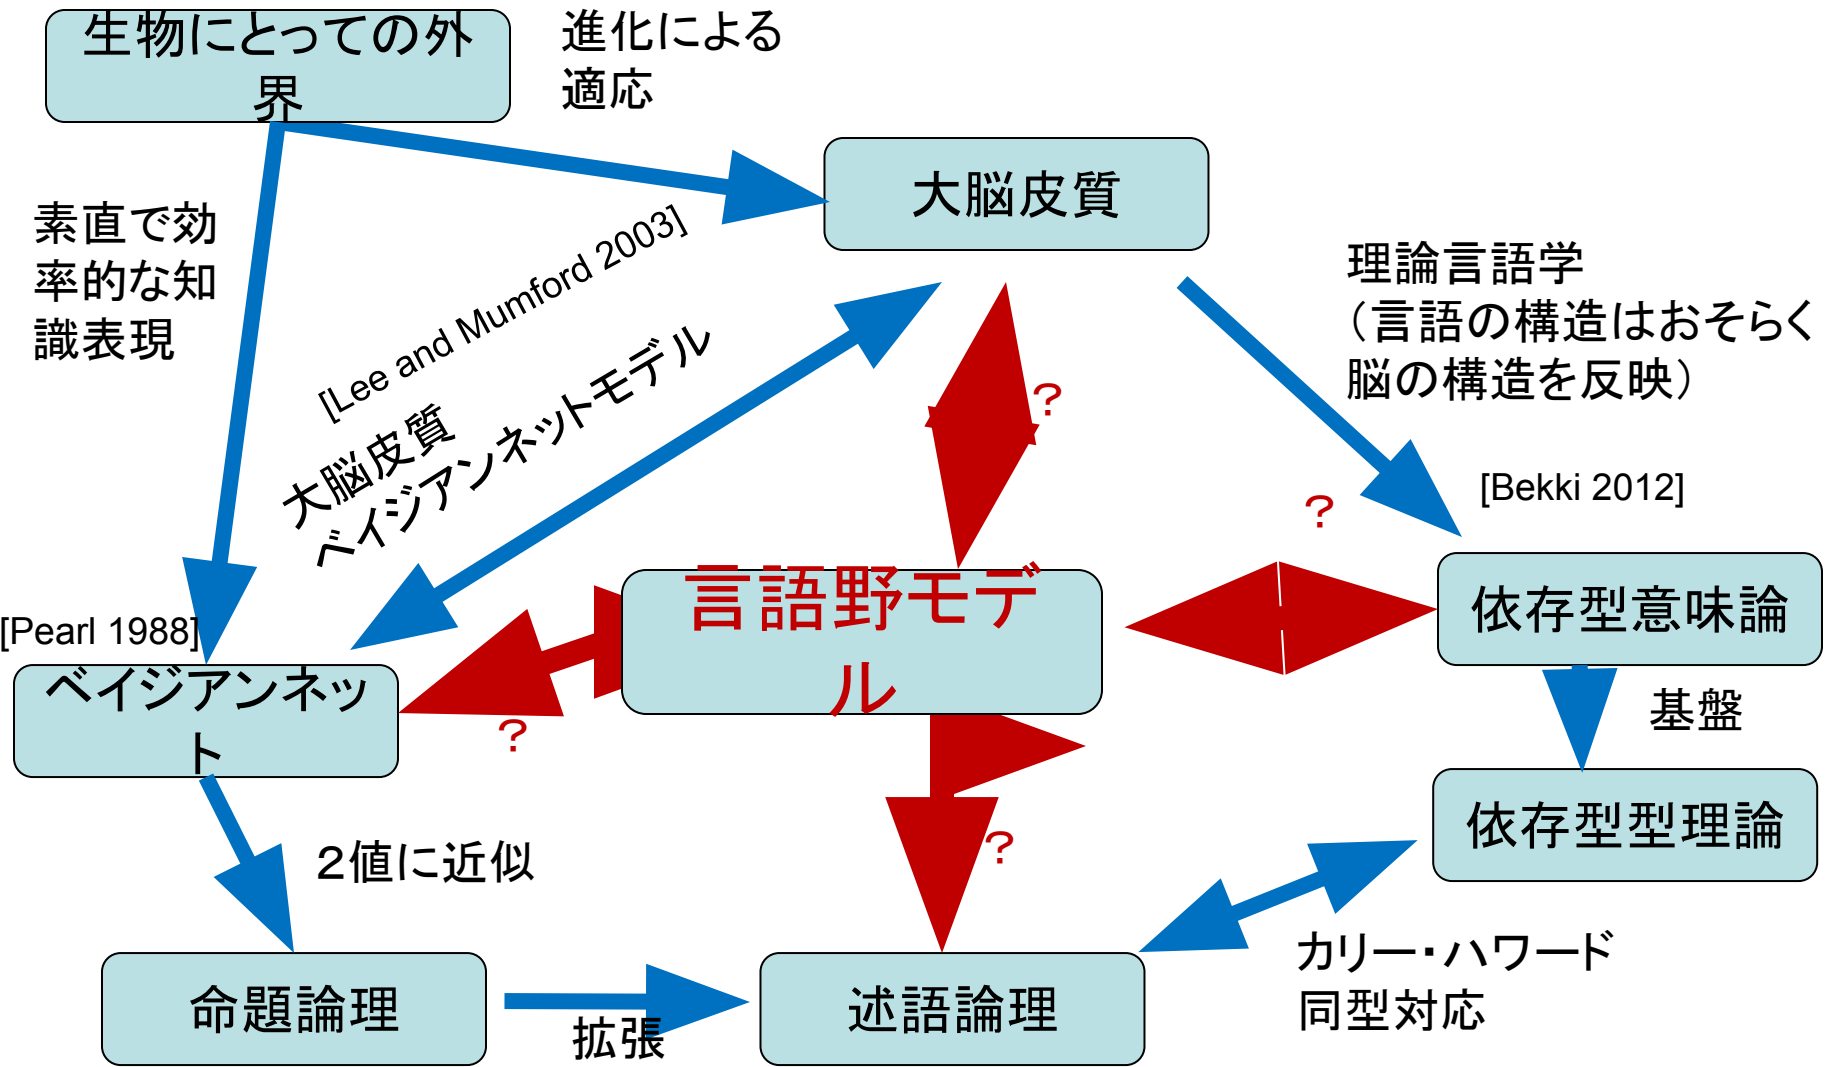 生物にとっての外
界
進化による
適応
大脳皮質
素直で効
率的な知
識表現
[Lee and Mumford 2003]
大脳皮質
ベイジアンネットモデル
理論言語学
（言語の構造はおそらく
脳の構造を反映）
？
[Bekki 2012]
？
言語野モデ
ル
依存型意味論
[Pearl 1988]
ベイジアンネッ
ト
？
基盤
依存型型理論
２値に近似
？
カリー・ハワード
同型対応
命題論理
拡張
述語論理